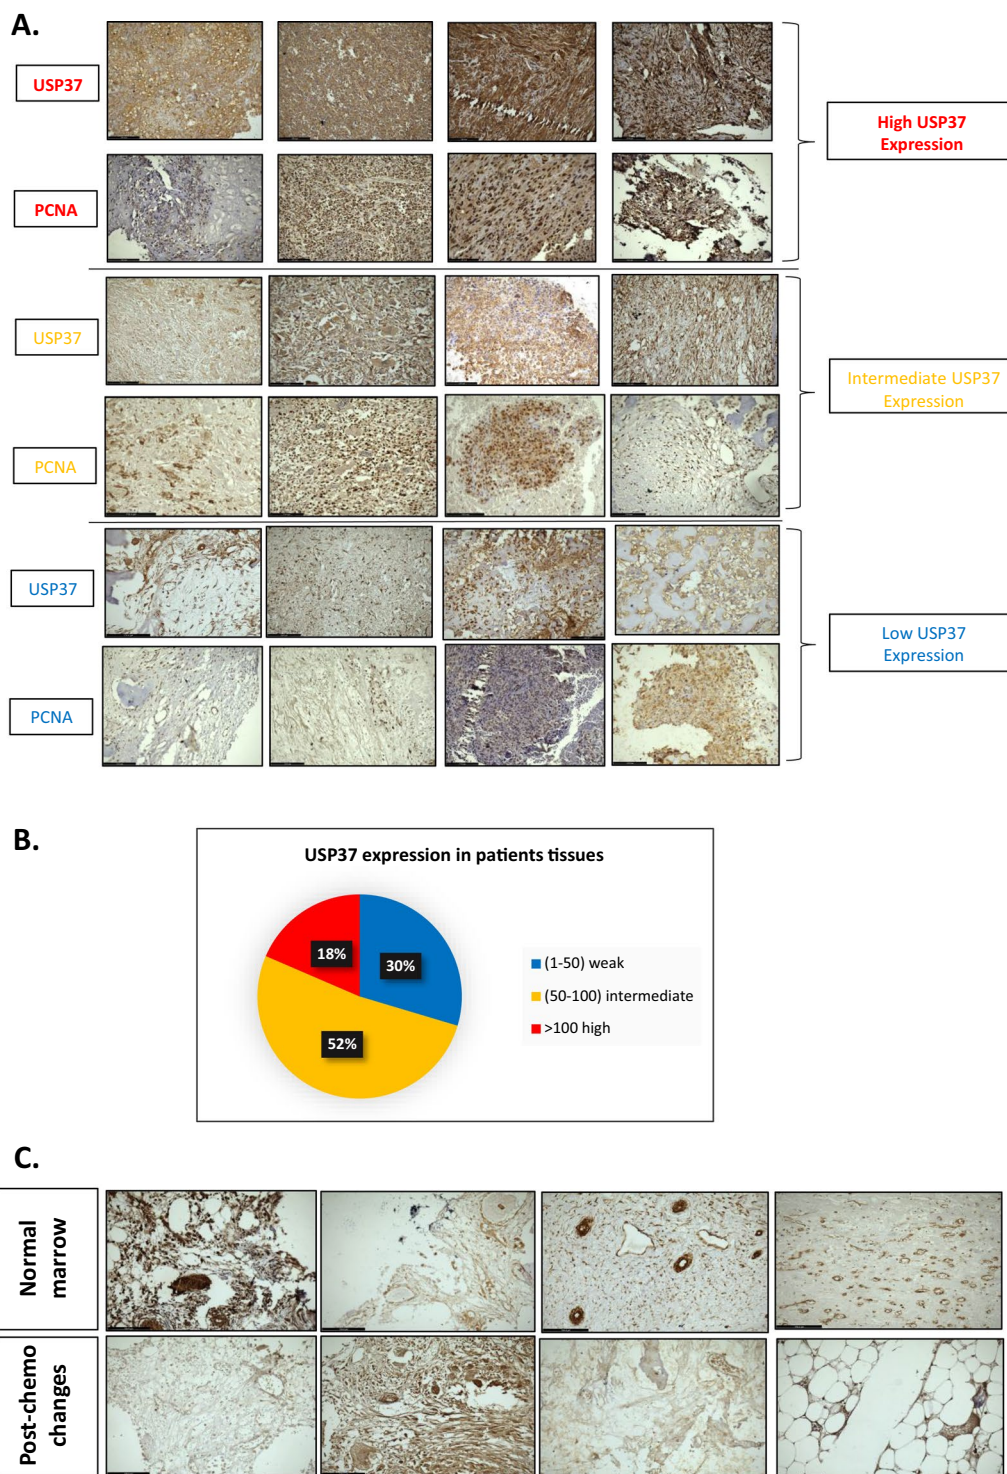 A.
USP37
High USP37
Expression
PCNA
USP37
Intermediate USP37
Expression
PCNA
USP37
Low USP37
Expression
PCNA
B.
USP37 expression in patients tissues
18%
30%
52%
(1-50) weak
(50-100) intermediate
>100 high
C.
Normal
marrow
Post-chemo
changes